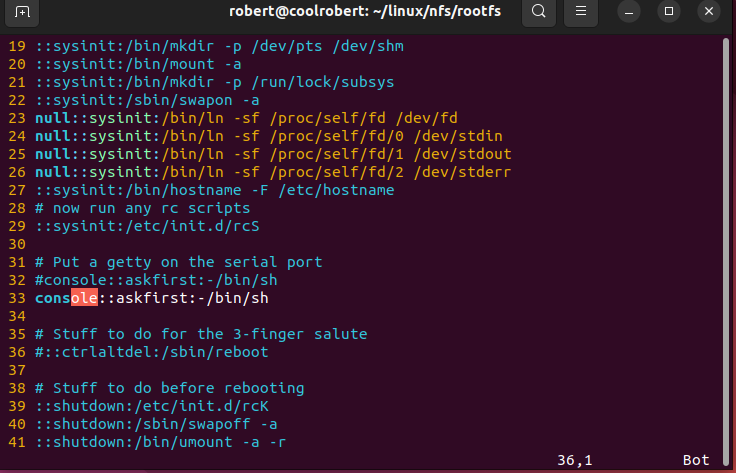 robert@coolrobert: ~/linux/nfs/rootfs
19 ::sysinit:/bin/mkdir -p /dev/pts /dev/shm
20 ::sysinit:/bin/mount -a
21 ::sysinit:/bin/mkdir -p /run/lock/subsys
22 ::sysinit:/sbin/swapon -a
23 null::sysinit:/bin/ln -sf /proc/self/fd /dev/fd
24 null::sysinit:/bin/ln -sf /proc/self/fd/0 /dev/stdin
25 null::sysinit:/bin/ln -sf /proc/self/fd/1 /dev/stdout
26 null::sysinit:/bin/ln -sf /proc/self/fd/2 /dev/stderr
27 ::sysinit:/bin/hostname -F /etc/hostname
28 # now run any rc scripts
29 ::sysinit:/etc/init.d/rcS
30
31 # Put a getty on the serial port
32 #console::askfirst:-/bin/sh
33 console::askfirst:-/bin/sh
34
35 # Stuff to do for the 3-finger salute
36 #::ctrlaltdel:/sbin/reboot
37
38 # Stuff to do before rebooting
39 ::shutdown:/etc/init.d/rcK
40 ::shutdown:/sbin/swapoff -a
41 ::shutdown:/bin/umount -a -r
36,1 Bot